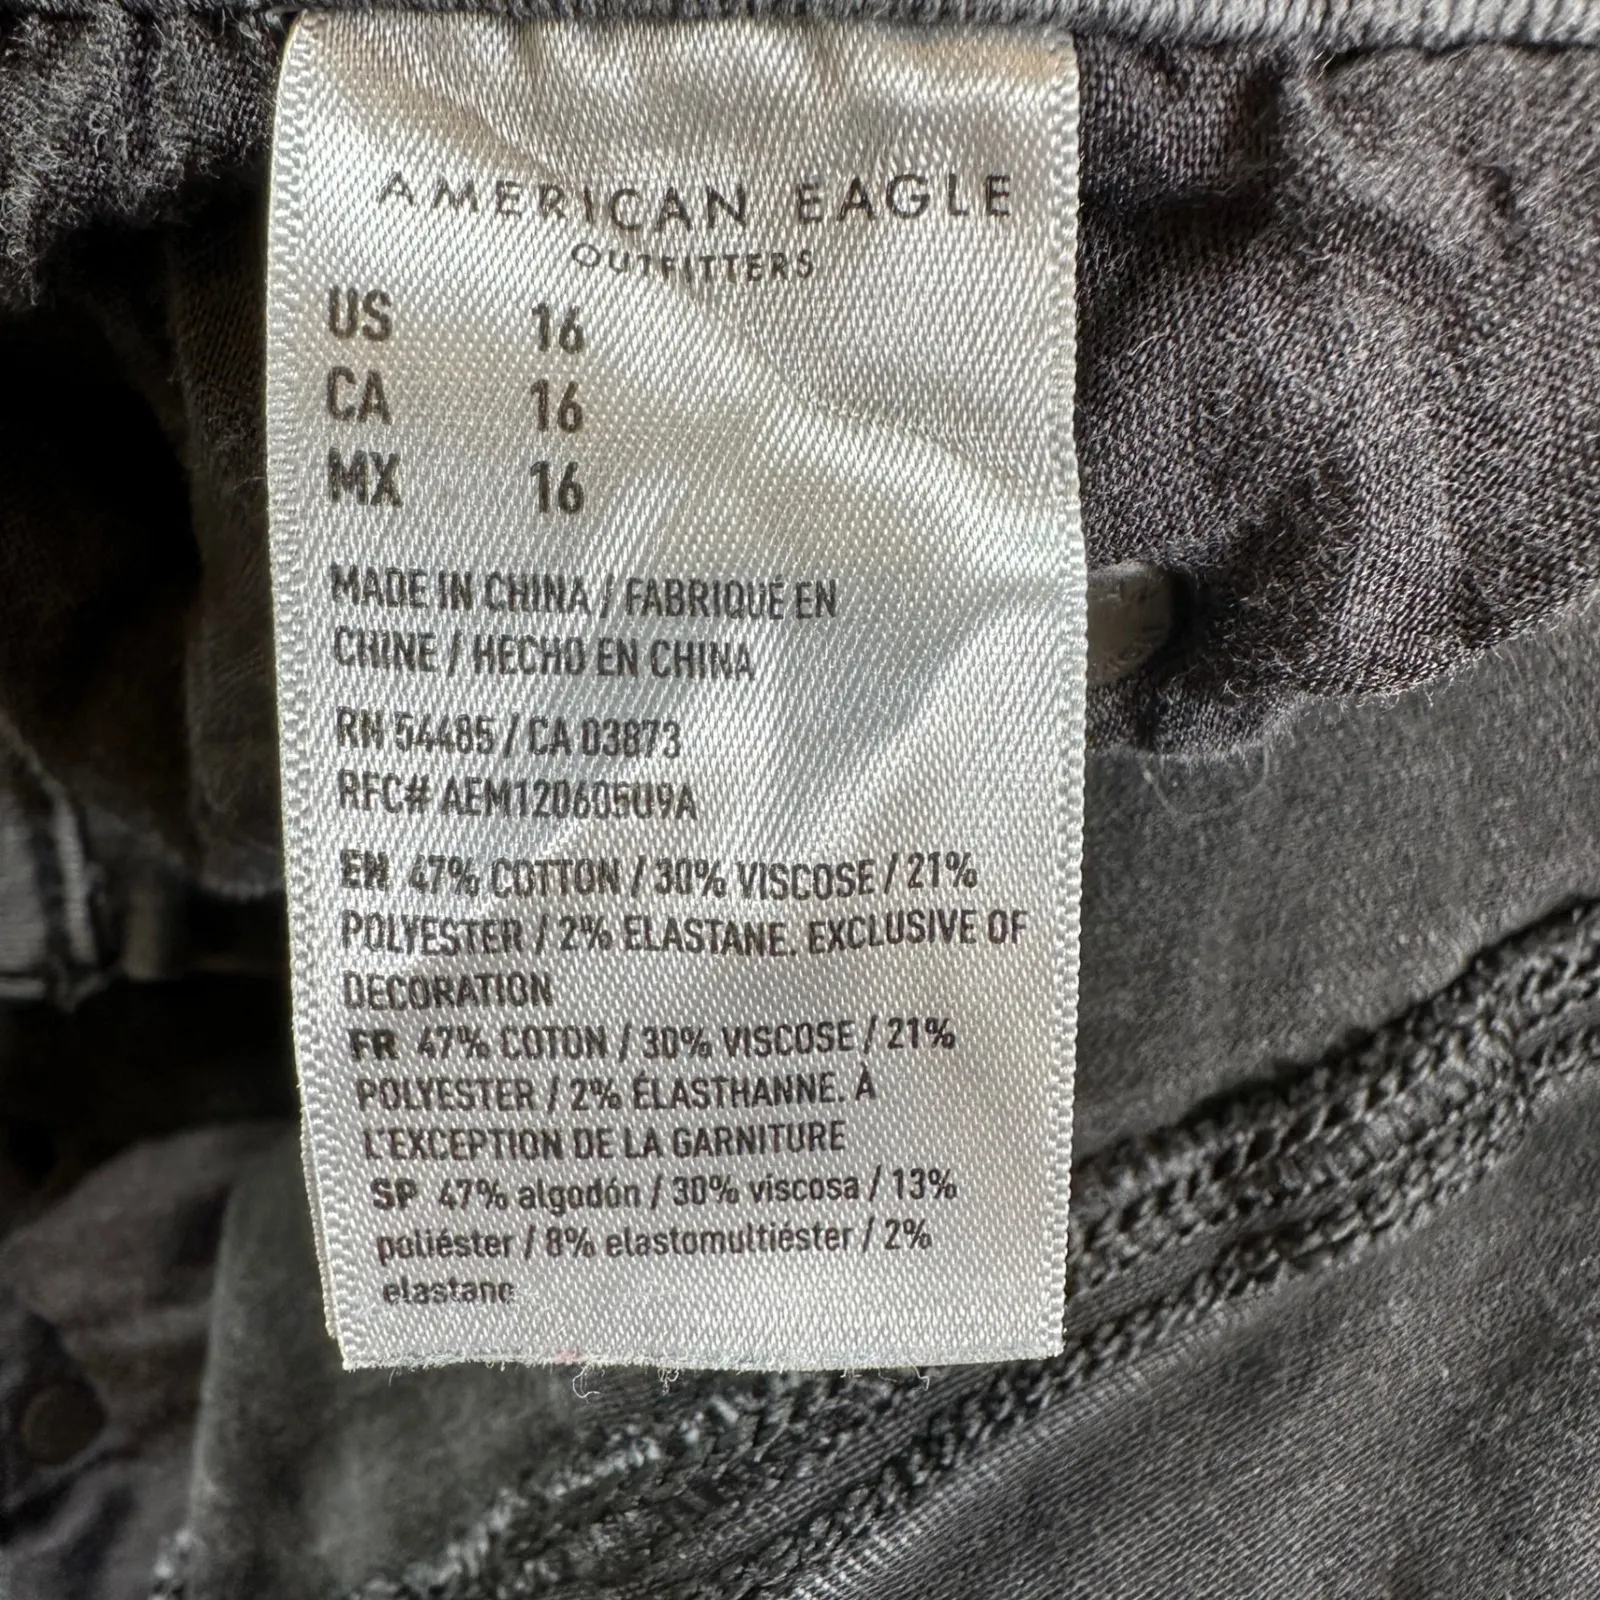 AMERICAN EAGLE
OUTFITTERS
US 16
CA 16
MX 16
MADE IN CHINA / FABRIQUÉ EN
CHINE / HECHO EN CHINA
RN 54485 / CA 03873
RFC# AEM120605U9A
EN 47% COTTON / 30% VISCOSE / 21%
POLYESTER / 2% ELASTANE. EXCLUSIVE OF
DECORATION
FR 47% COTON / 30% VISCOSE / 21%
POLYESTER / 2% ÉLASTHANNE. À
L'EXCEPTION DE LA GARNITURE
SP 47% algodón / 30% viscosa / 13%
poliéster / 8% elastomultiéster / 2%
elastano